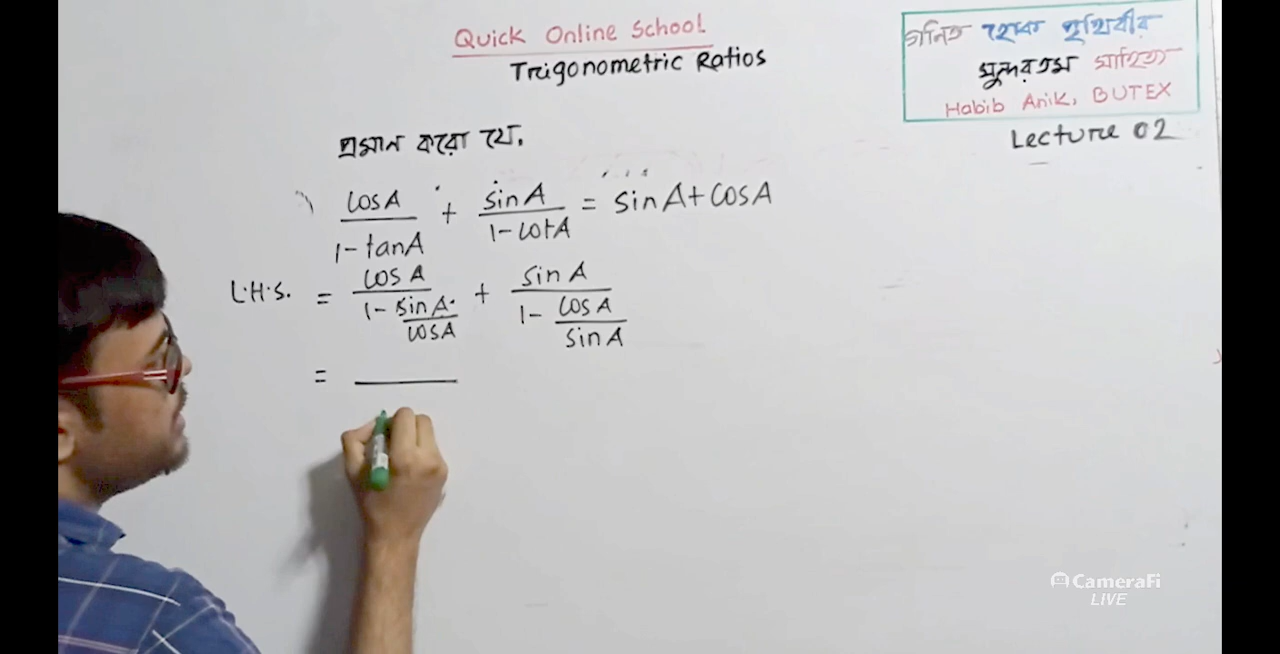 Quick Online School
Trigonometric Ratios
গনিত হোক পৃথিবীর
সুন্দরতম সাহিত্য
Habib Anik, BUTEX
Lecture 02
প্রমান করো যে,
cosA / 1-tanA + sinA / 1-cotA = sinA+cosA
L.H.S. = cosA / 1- sinA/cosA + sinA / 1- cosA/sinA
=
CameraFi
LIVE